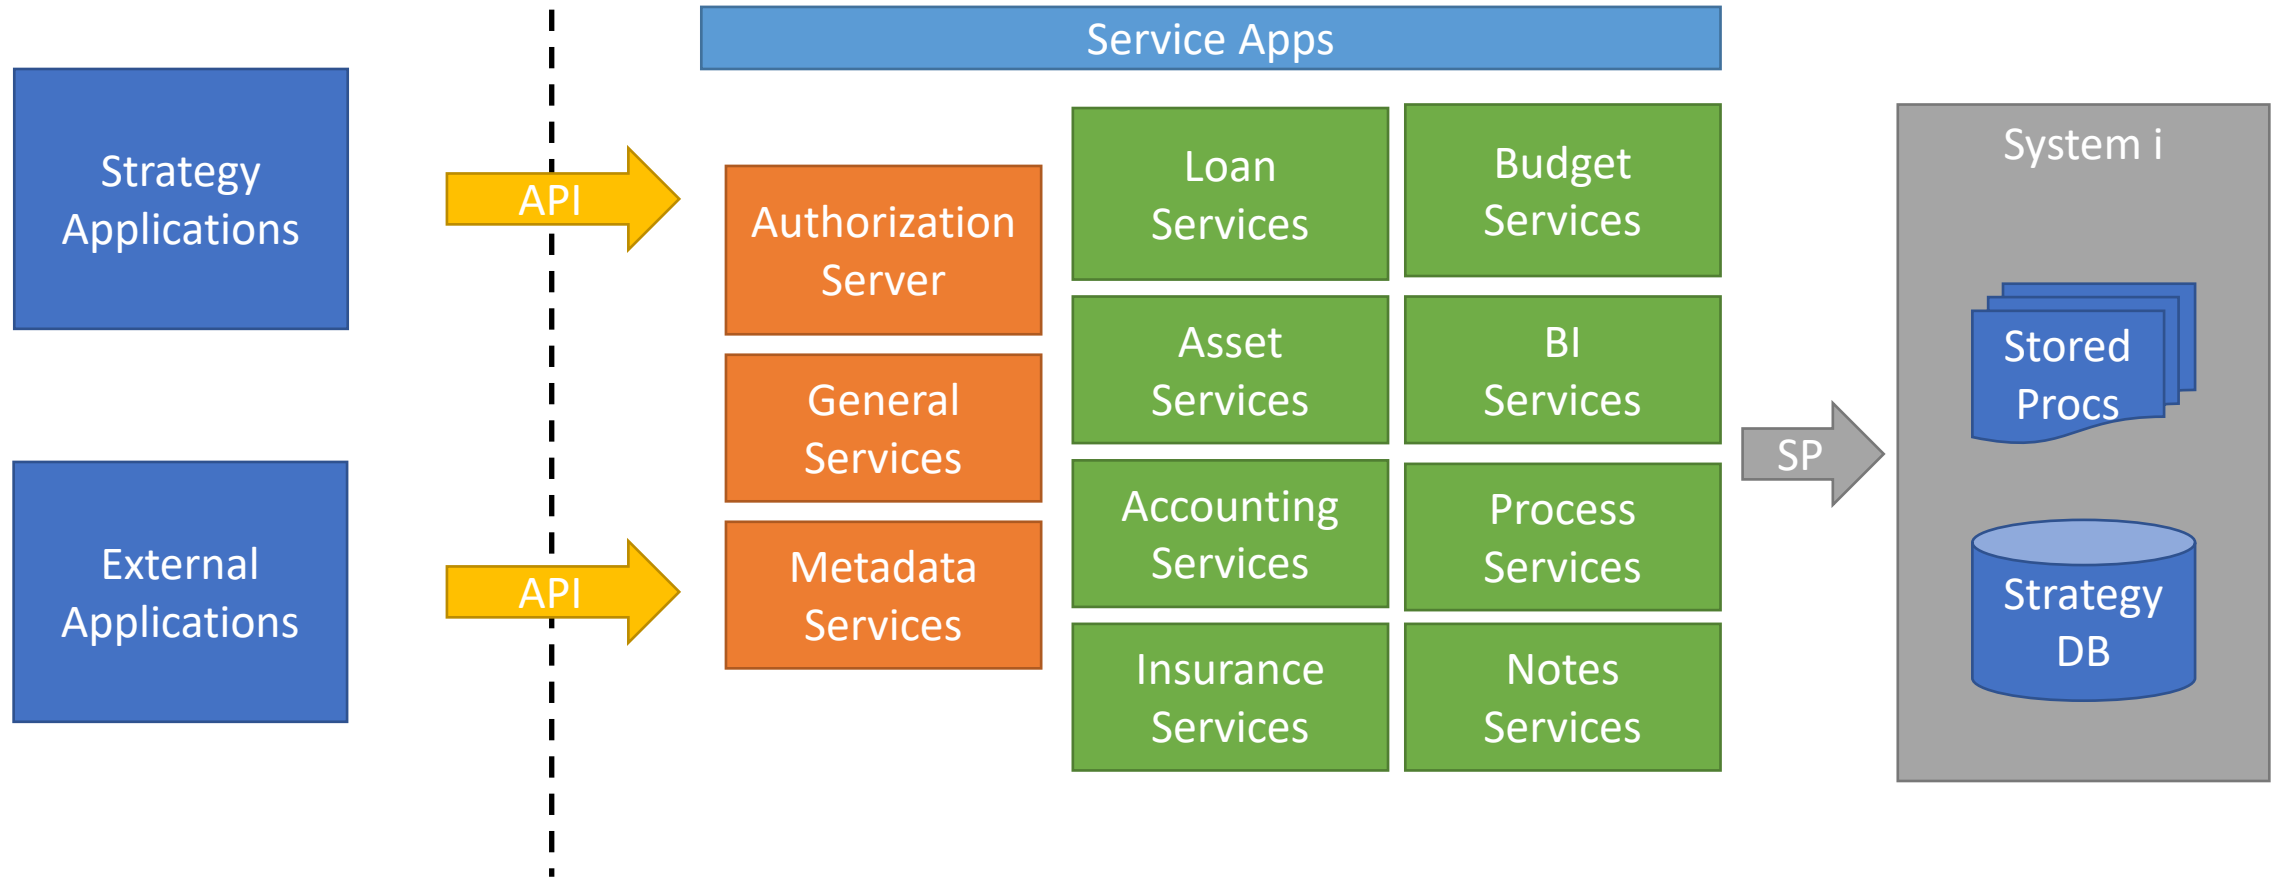 Service Apps
Strategy
Applications
API
Authorization
Server
General
Services
Metadata
Services
Loan
Services
Budget
Services
Asset
Services
BI
Services
Accounting
Services
Process
Services
Insurance
Services
Notes
Services
External
Applications
API
SP
System i
Stored
Procs
Strategy
DB